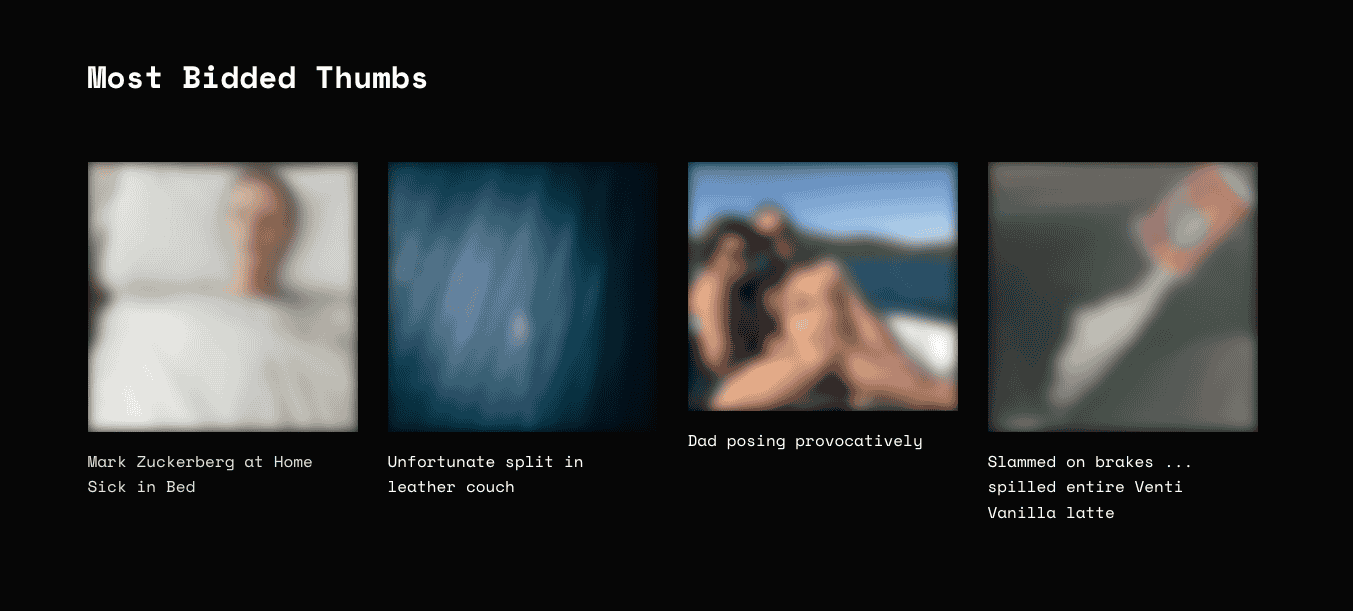 Most Bidded Thumbs
Mark Zuckerberg at Home
Sick in Bed
Unfortunate split in
leather couch
Dad posing provocatively
Slammed on brakes ...
spilled entire Venti
Vanilla latte